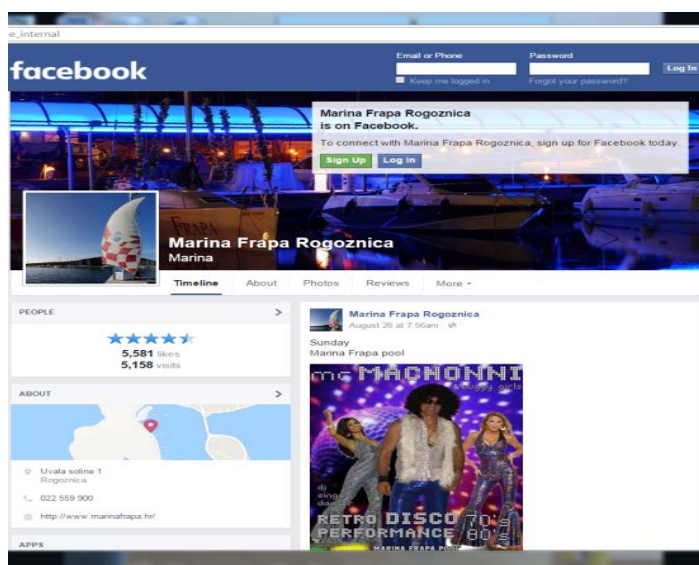 e_internal
facebook
Email or Phone
Password
Log In
Keep me logged in
Forgot your password?
Marina Frapa Rogoznica
is on Facebook.
To connect with Marina Frapa Rogoznica, sign up for Facebook today.
Sign Up
Log In
FRAPA
Marina Frapa Rogoznica
Marina
Timeline
About
Photos
Reviews
More
PEOPLE
5,581 likes
5,158 visits
ABOUT
Uvala soline 1
Rogoznica
022 559 900
http://www.marinafrapa.hr/
APPS
Marina Frapa Rogoznica
August 26 at 7:56am
Sunday
Marina Frapa pool
mc MACHONNI
girls
dj
RETRO DISCO 70's
PERFORMANCE 80's
MARINA FRAPA POOL